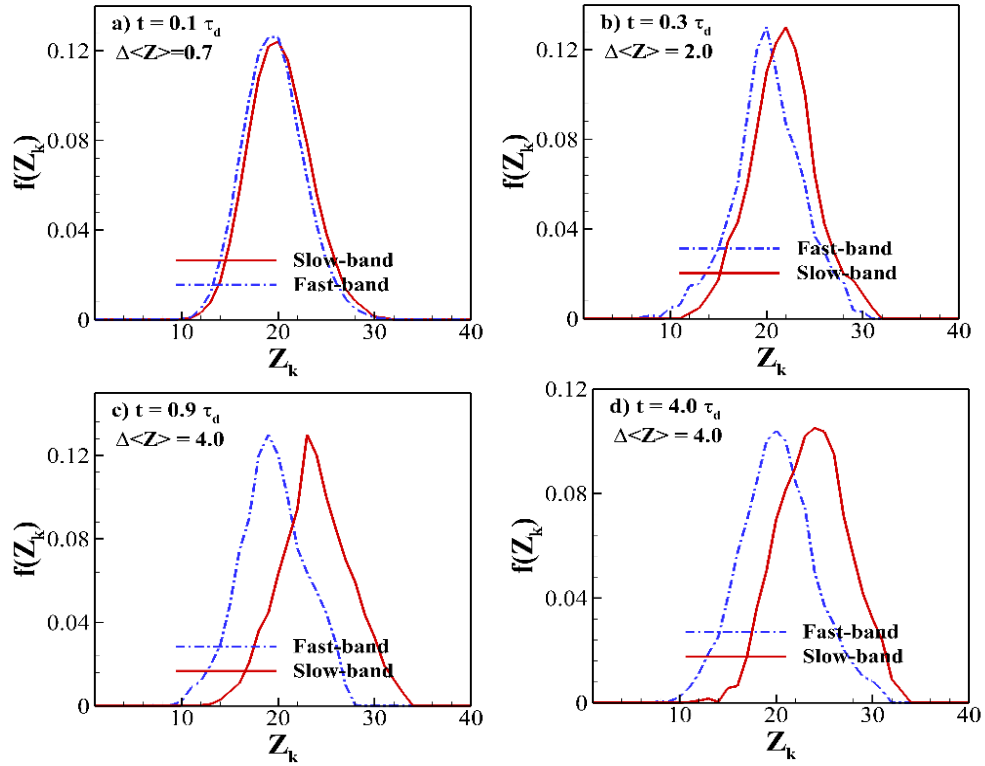 a) t = 0.1 τd
Δ<Z>=0.7
f(Zk)
0.12
0.08
0.04
0
10
20
30
40
Zk
Slow-band
Fast-band
b) t = 0.3 τd
Δ<Z> = 2.0
f(Zk)
0.12
0.08
0.04
0
10
20
30
40
Zk
Fast-band
Slow-band
c) t = 0.9 τd
Δ<Z> = 4.0
f(Zk)
0.12
0.08
0.04
0
10
20
30
40
Zk
Fast-band
Slow-band
d) t = 4.0 τd
Δ<Z> = 4.0
f(Zk)
0.12
0.08
0.04
0
10
20
30
40
Zk
Fast-band
Slow-band